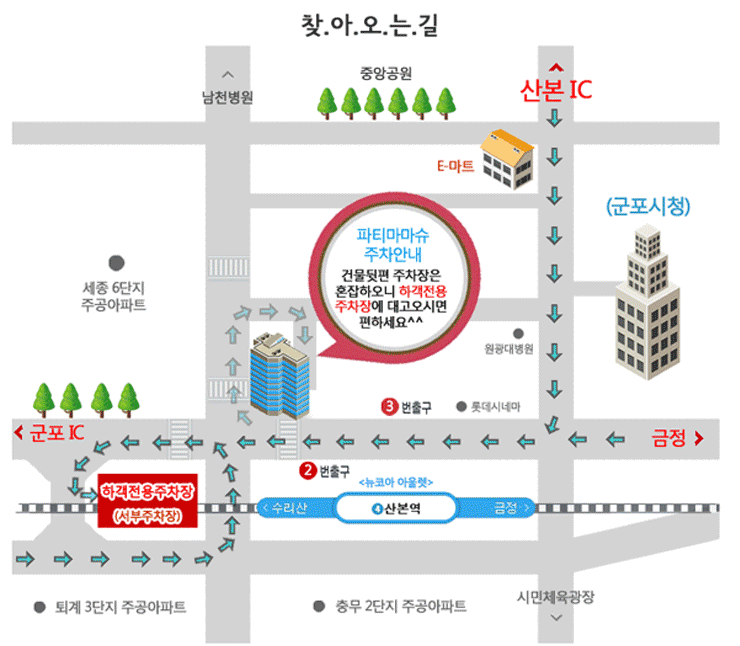 찾.아.오.는.길
중앙공원
남천병원
산본 IC
E-마트
(군포시청)
파티마마슈
주차안내
건물뒷편 주차장은
혼잡하오니 하객전용
주차장에 대고오시면
편하세요^^
세종 6단지
주공아파트
원광대병원
3 번출구
롯데시네마
군포 IC
금정
2 번출구
<뉴코아 아울렛>
하객전용주차장
(서부주차장)
< 수리산
4 산본역
금정 >
퇴계 3단지 주공아파트
충무 2단지 주공아파트
시민체육광장